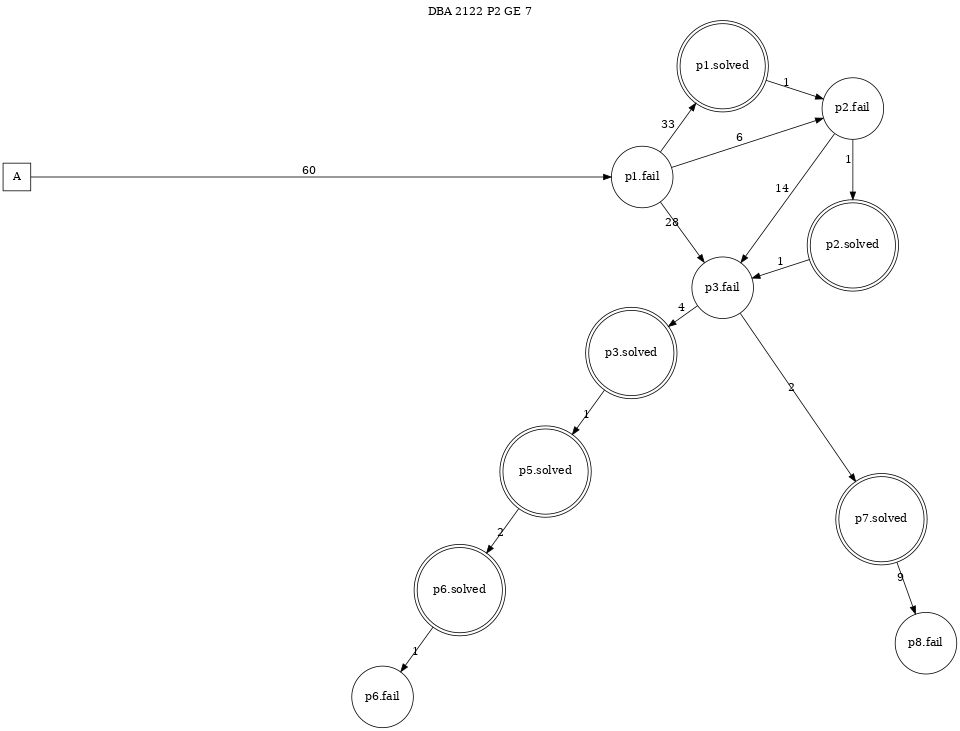 DBA 2122 P2 GE 7
p1.solved
1
p2.fail
33
6
A
60
p1.fail
1
14
28
p2.solved
1
p3.fail
4
p3.solved
2
1
p5.solved
p7.solved
2
9
p6.solved
p8.fail
1
p6.fail